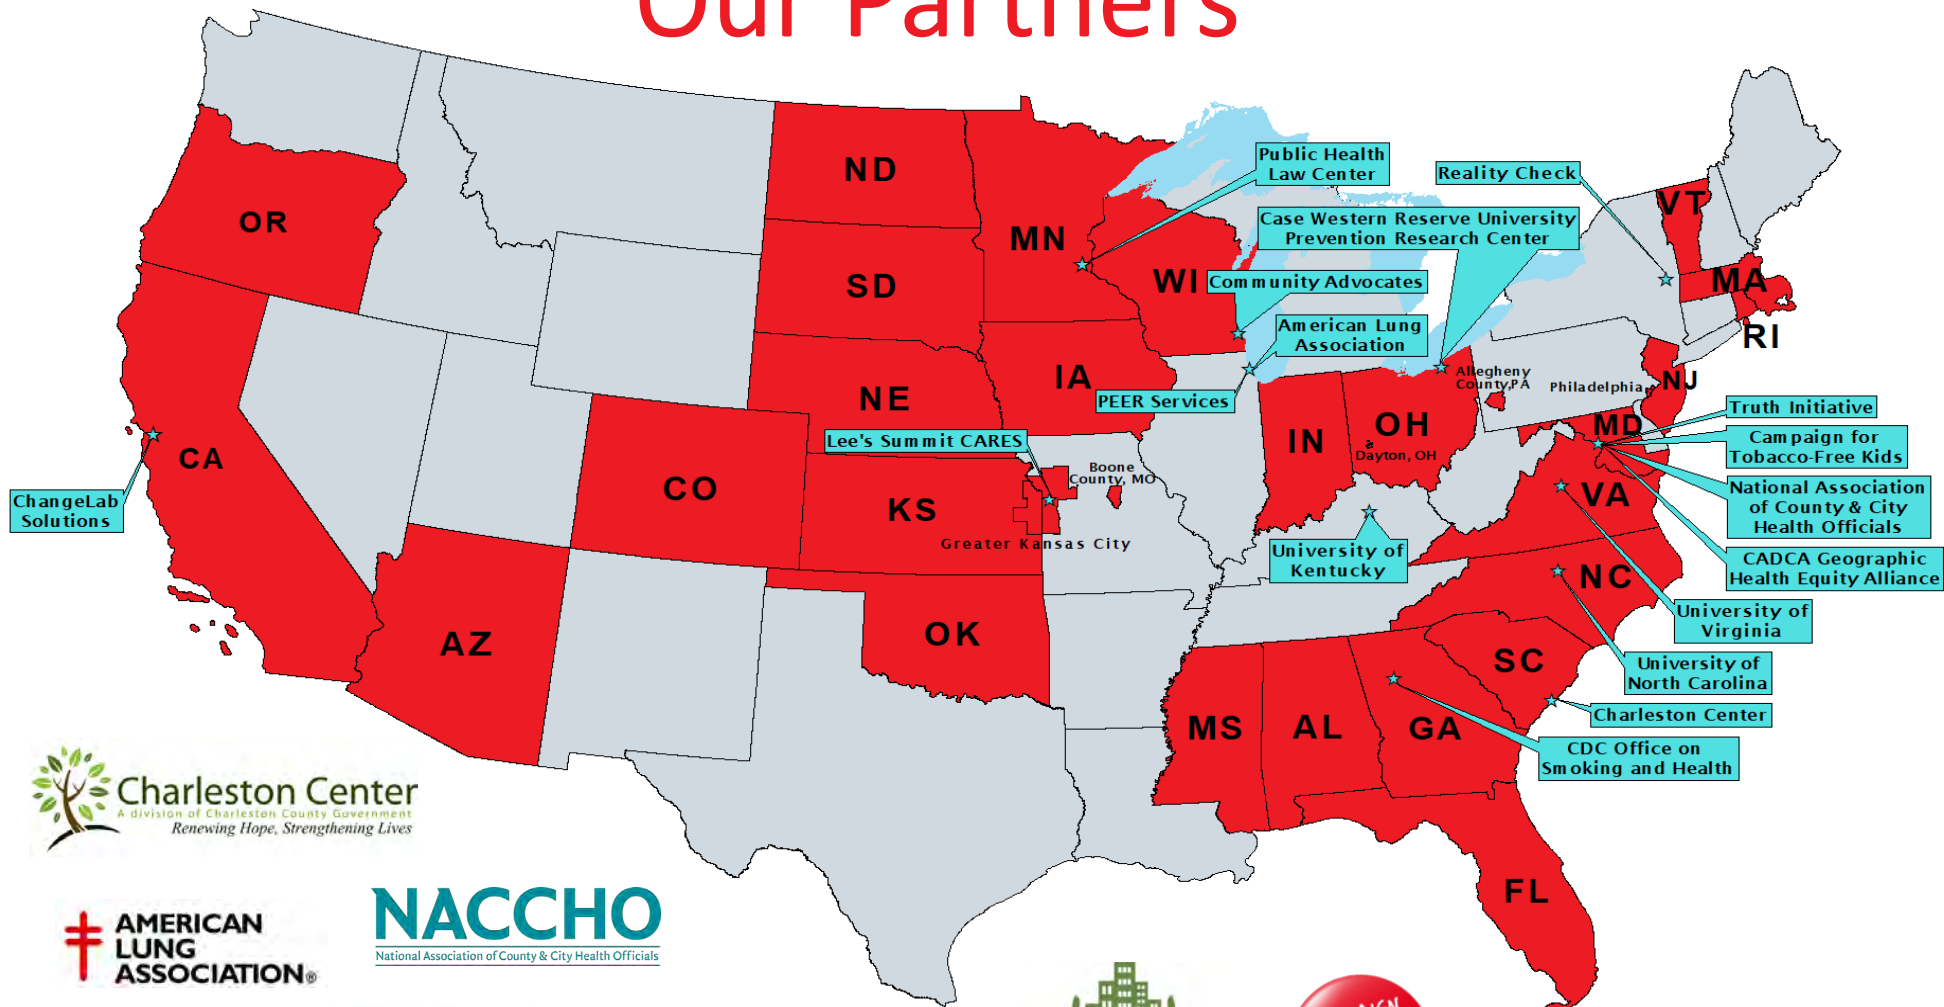 Our Partners
ND
Public Health
Law Center
Reality Check
VT
OR
MN
Case Western Reserve University
Prevention Research Center
SD
WI
Community Advocates
MA
American Lung
Association
RI
IA
NE
PEER Services
Allegheny
County,PA
Philadelphia
NJ
Truth Initiative
MD
Campaign for
Tobacco-Free Kids
Lee's Summit CARES
IN
OH
Dayton, OH
CA
CO
KS
Boone
County, MO
Greater Kansas City
ChangeLab
Solutions
VA
National Association
of County & City
Health Officials
University of
Kentucky
CADCA Geographic
Health Equity Alliance
NC
University of
Virginia
AZ
OK
SC
University of
North Carolina
MS
AL
GA
Charleston Center
CDC Office on
Smoking and Health
FL
Charleston Center
A division of Charleston County Government
Renewing Hope, Strengthening Lives
AMERICAN
LUNG
ASSOCIATION®
NACCHO
National Association of County & City Health Officials